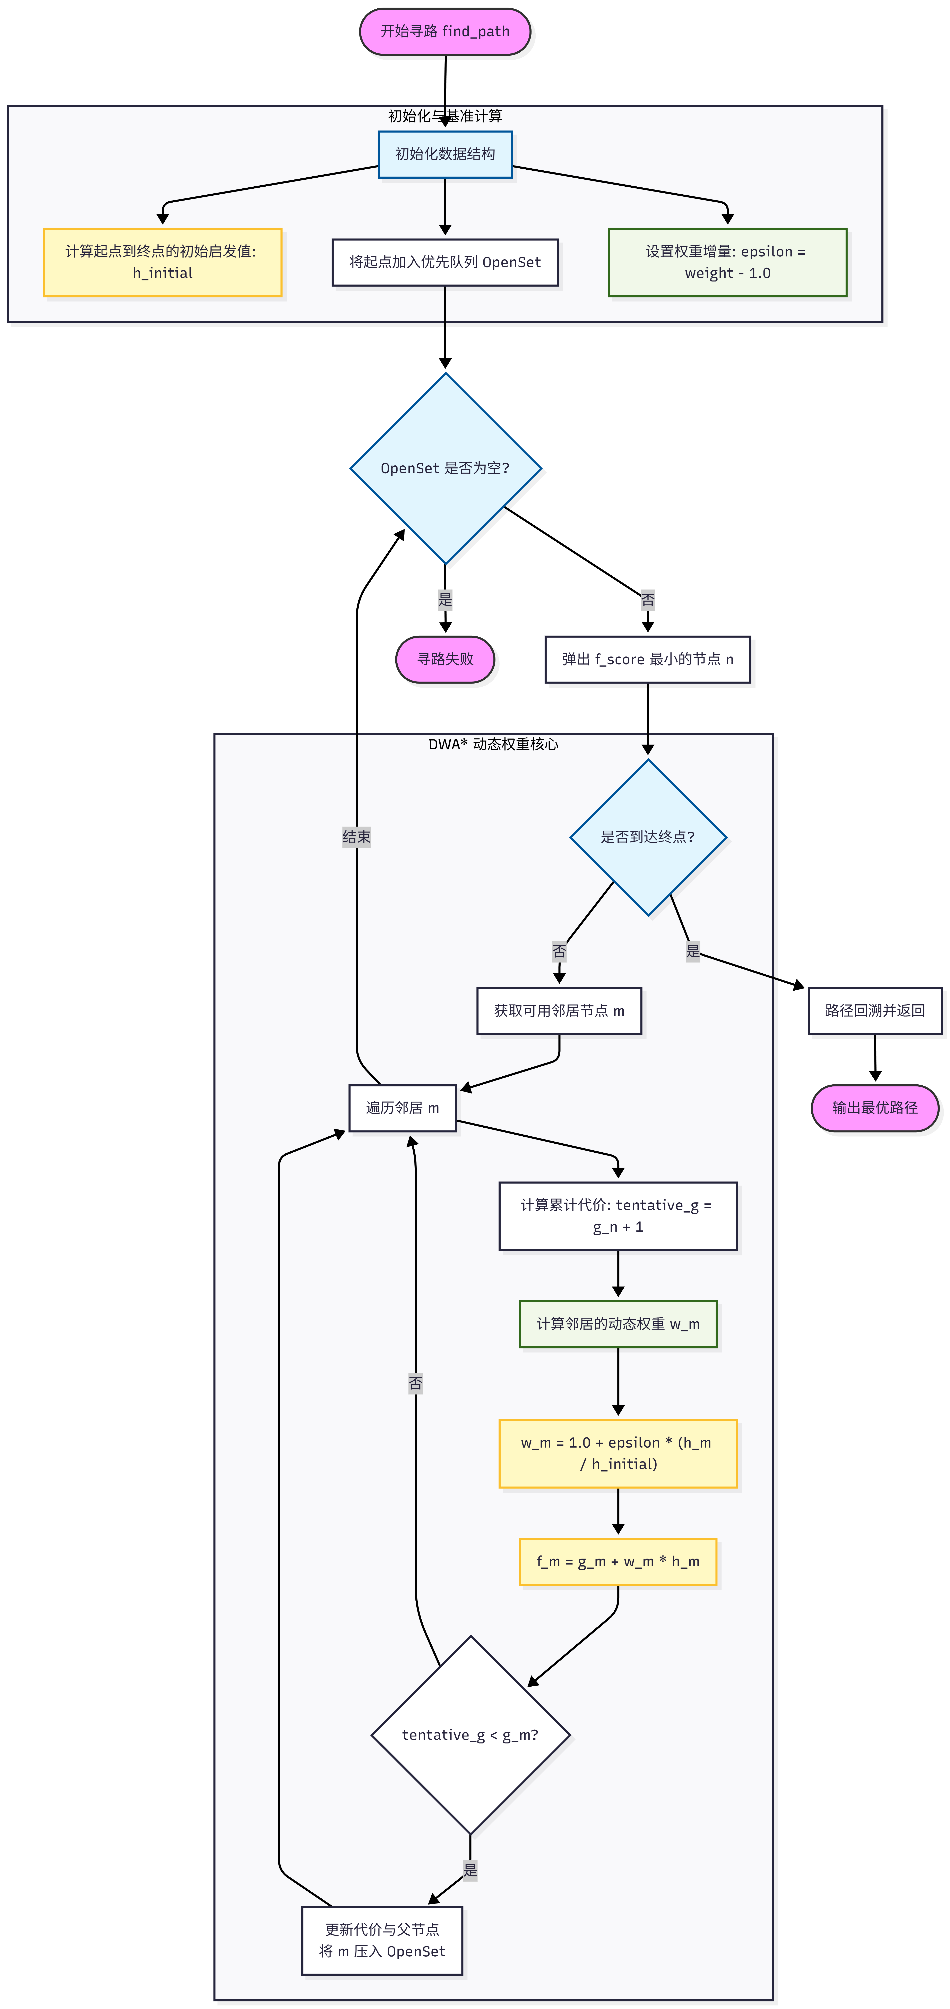 开始寻路 find_path
初始化与基准计算
初始化数据结构
计算起点到终点的初始启发值:
h_initial
将起点加入优先队列 OpenSet
设置权重增量: epsilon =
weight - 1.0
OpenSet 是否为空?
是
否
寻路失败
弹出 f_score 最小的节点 n
DWA* 动态权重核心
结束
是否到达终点?
否
是
获取可用邻居节点 m
路径回溯并返回
遍历邻居 m
输出最优路径
计算累计代价: tentative_g =
g_n + 1
计算邻居的动态权重 w_m
否
w_m = 1.0 + epsilon * (h_m
/ h_initial)
f_m = g_m + w_m * h_m
tentative_g < g_m?
是
更新代价与父节点
将 m 压入 OpenSet